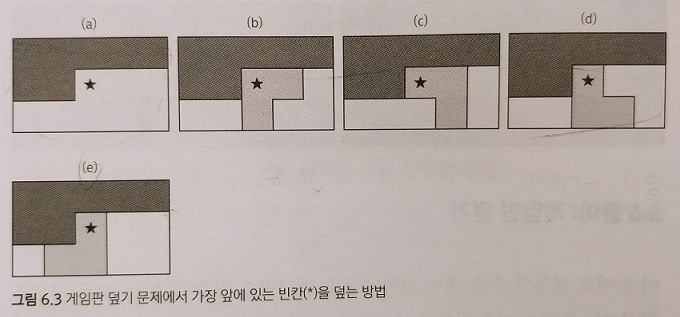 (a)
(b)
(c)
(d)
(e)
그림 6.3 게임판 덮기 문제에서 가장 앞에 있는 빈칸(*)을 덮는 방법